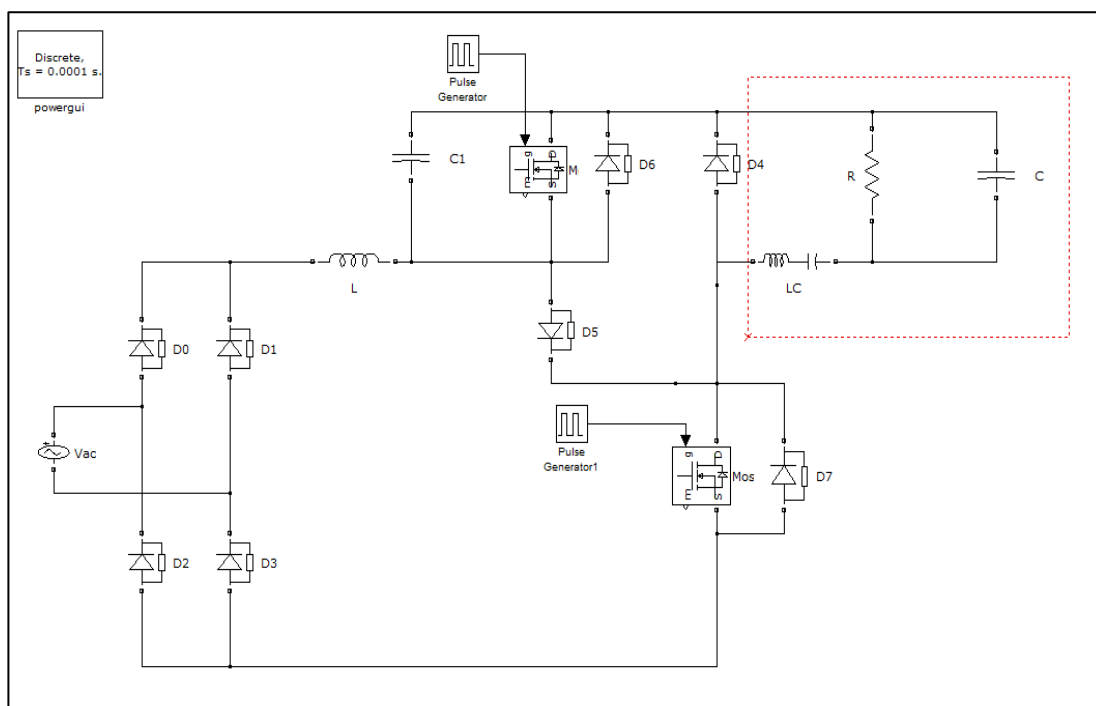 Discrete,
Ts = 0.0001 s.
powergui
Pulse
Generator
C1
g
D
m
S
M
D6
D4
R
C
L
LC
D5
D0
D1
Vac
+
Pulse
Generator1
g
D
m
S
Mos
D7
D2
D3